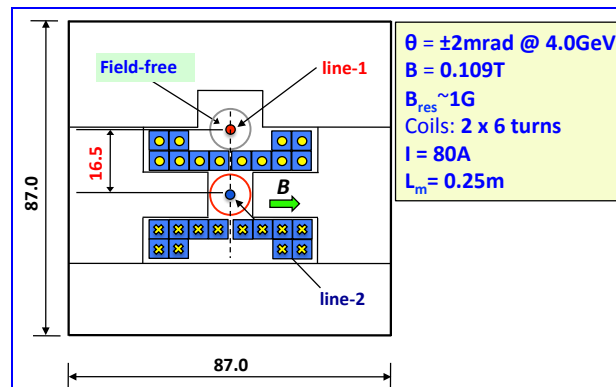 Field-free
line-1
16.5
87.0
B
line-2
87.0
θ = ±2mrad @ 4.0GeV
B = 0.109T
Bres~1G
Coils: 2 x 6 turns
I = 80A
Lm= 0.25m